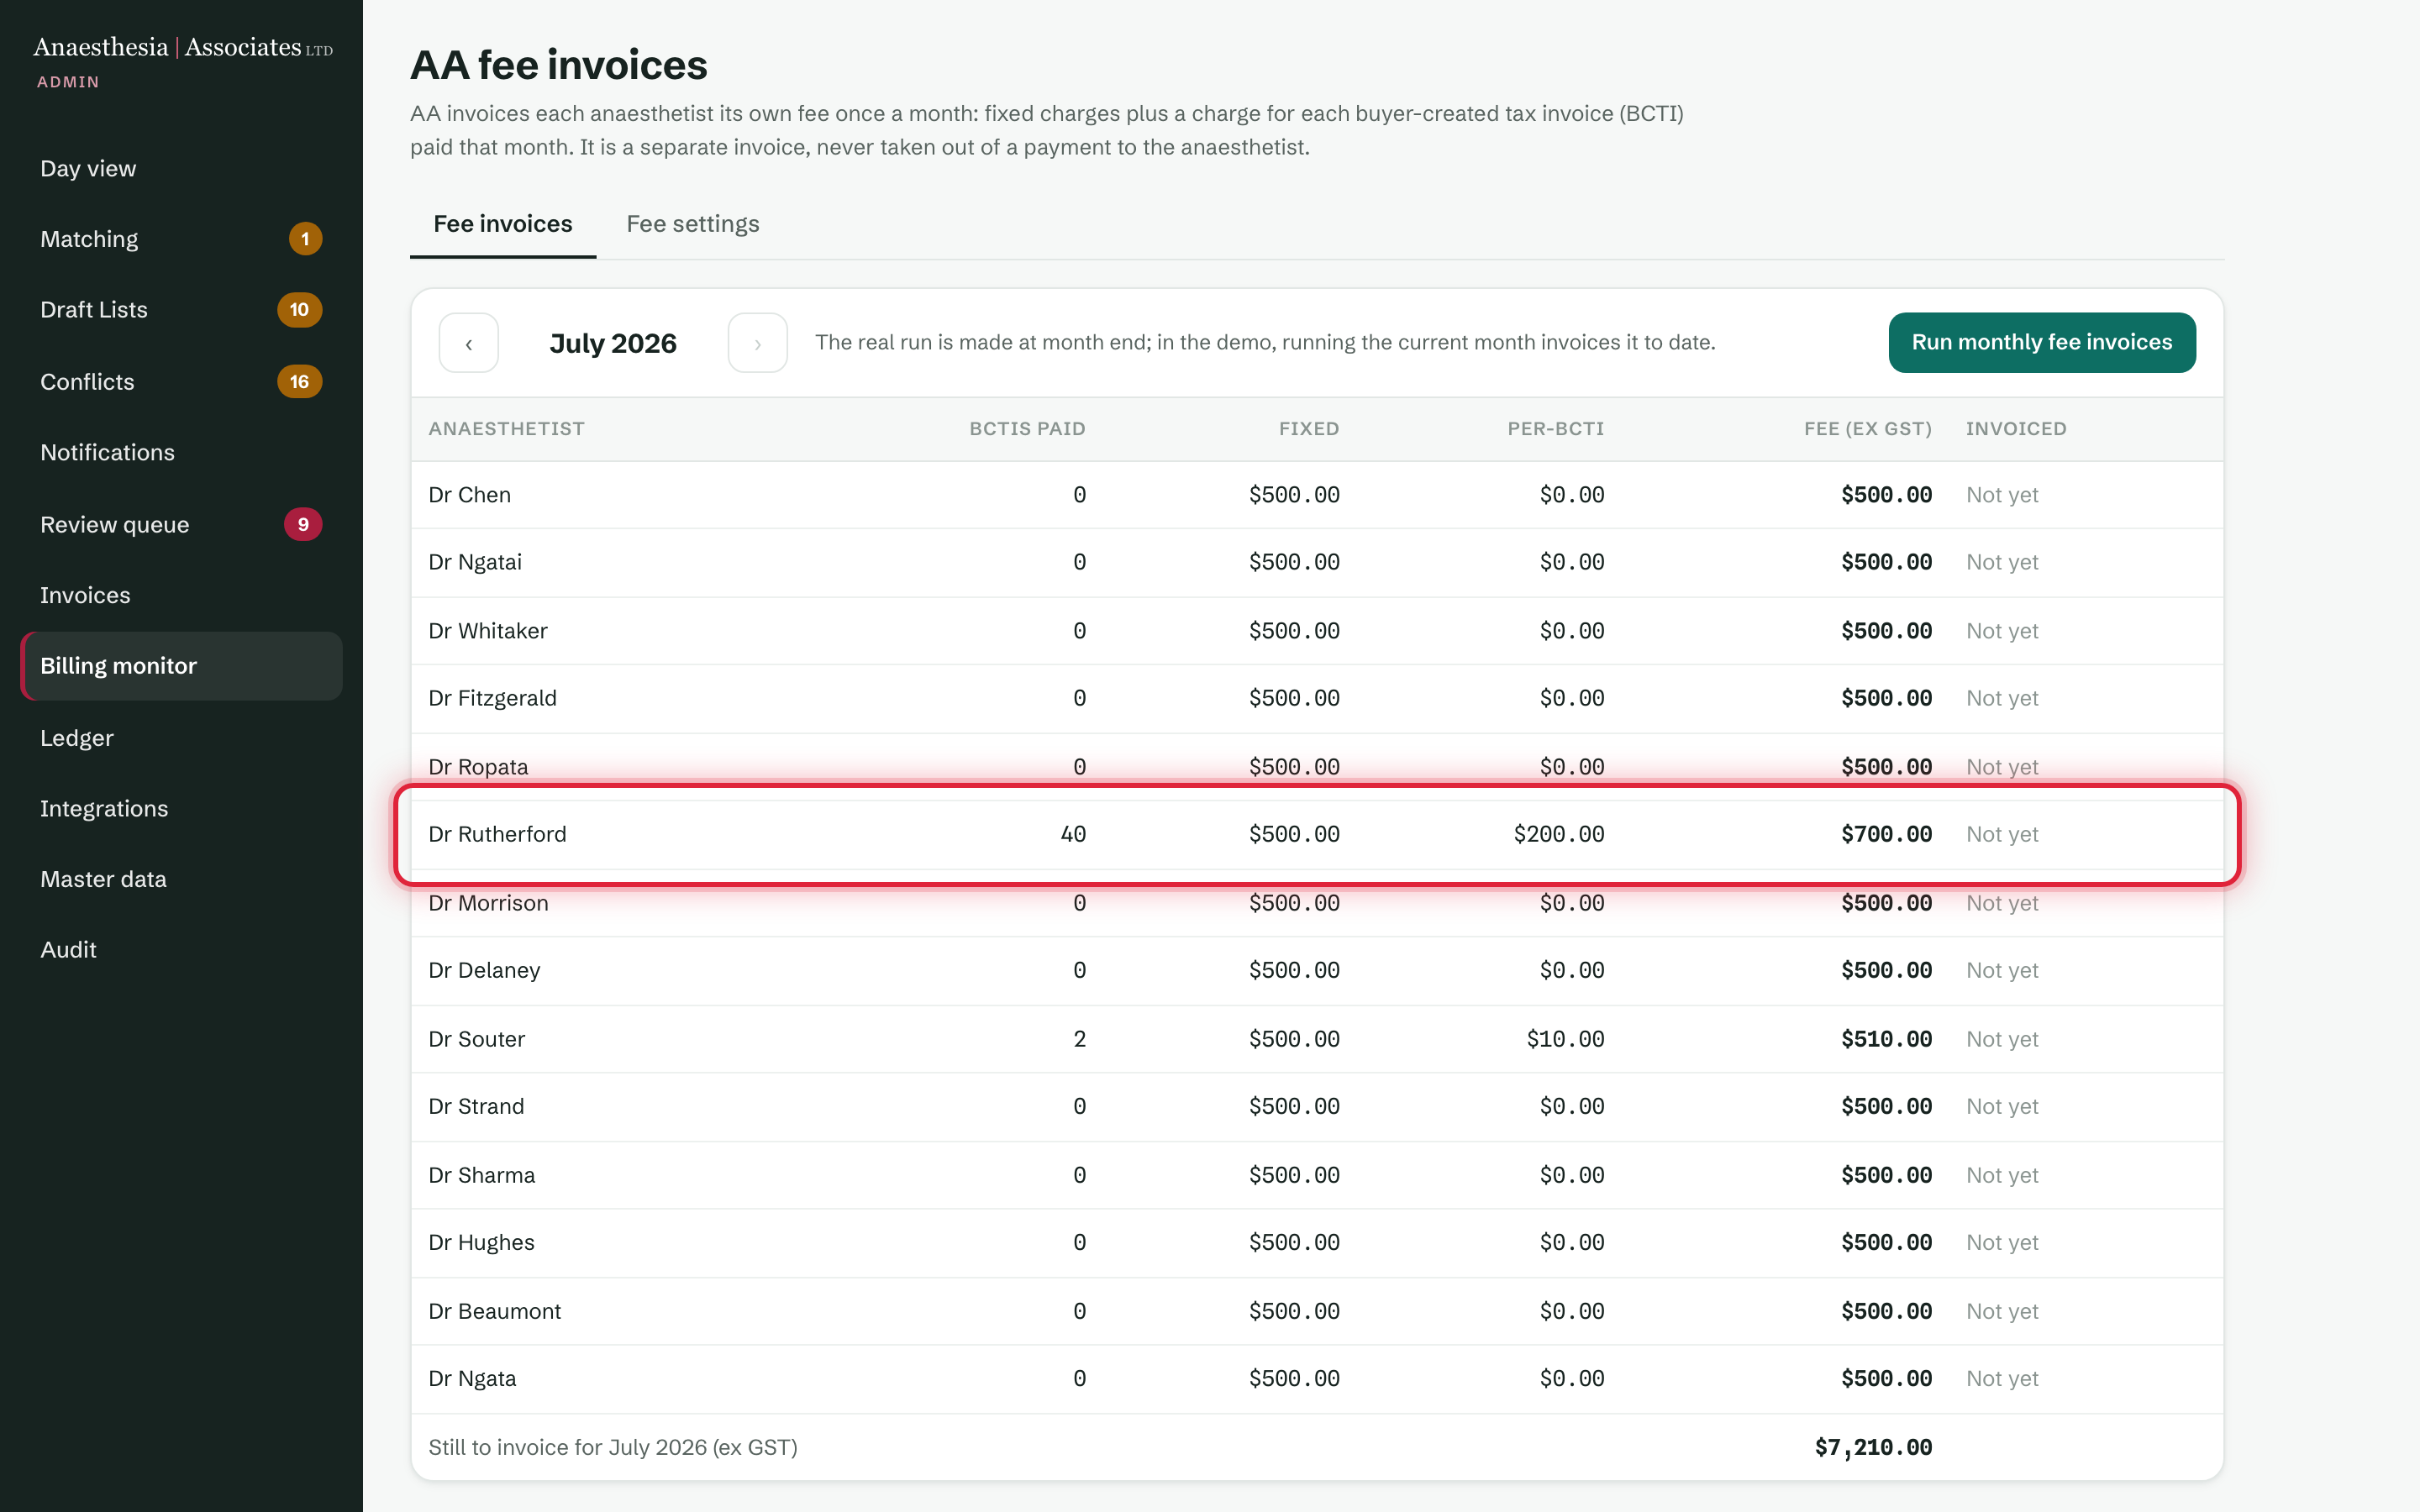 Anaesthesia | Associates LTD
ADMIN
Day view
Matching 1
Draft Lists 10
Conflicts 16
Notifications
Review queue 9
Invoices
Billing monitor
Ledger
Integrations
Master data
Audit
AA fee invoices
AA invoices each anaesthetist its own fee once a month: fixed charges plus a charge for each buyer-created tax invoice (BCTI)
paid that month. It is a separate invoice, never taken out of a payment to the anaesthetist.
Fee invoices Fee settings
‹ July 2026 › The real run is made at month end; in the demo, running the current month invoices it to date. Run monthly fee invoices
ANAESTHETIST BCTIS PAID FIXED PER-BCTI FEE (EX GST) INVOICED
Dr Chen 0 $500.00 $0.00 $500.00 Not yet
Dr Ngatai 0 $500.00 $0.00 $500.00 Not yet
Dr Whitaker 0 $500.00 $0.00 $500.00 Not yet
Dr Fitzgerald 0 $500.00 $0.00 $500.00 Not yet
Dr Ropata 0 $500.00 $0.00 $500.00 Not yet
Dr Rutherford 40 $500.00 $200.00 $700.00 Not yet
Dr Morrison 0 $500.00 $0.00 $500.00 Not yet
Dr Delaney 0 $500.00 $0.00 $500.00 Not yet
Dr Souter 2 $500.00 $10.00 $510.00 Not yet
Dr Strand 0 $500.00 $0.00 $500.00 Not yet
Dr Sharma 0 $500.00 $0.00 $500.00 Not yet
Dr Hughes 0 $500.00 $0.00 $500.00 Not yet
Dr Beaumont 0 $500.00 $0.00 $500.00 Not yet
Dr Ngata 0 $500.00 $0.00 $500.00 Not yet
Still to invoice for July 2026 (ex GST) $7,210.00